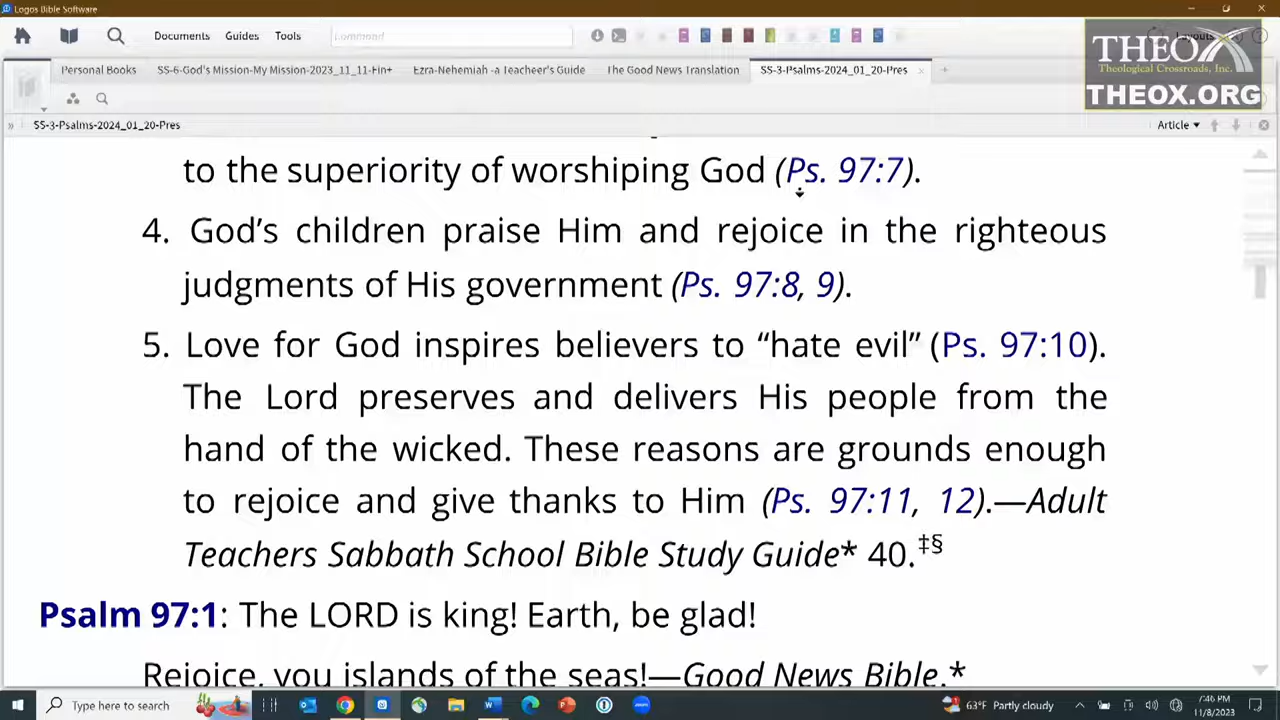 Logos Bible Software
Documents Guides Tools Command
THEOX
Theological Crossroads, Inc.
THEOX.ORG
Personal Books SS-6-God's Mission-My Mission-2023_11_11-Fin+ Teacher's Guide The Good News Translation SS-3-Psalms-2024_01_20-Pres
SS-3-Psalms-2024_01_20-Pres Article
to the superiority of worshiping God (Ps. 97:7).
4. God’s children praise Him and rejoice in the righteous
judgments of His government (Ps. 97:8, 9).
5. Love for God inspires believers to “hate evil” (Ps. 97:10).
The Lord preserves and delivers His people from the
hand of the wicked. These reasons are grounds enough
to rejoice and give thanks to Him (Ps. 97:11, 12).—Adult
Teachers Sabbath School Bible Study Guide* 40.‡§
Psalm 97:1: The LORD is king! Earth, be glad!
Rejoice, you islands of the seas!—Good News Bible.*
Type here to search 63°F Partly cloudy 7:46 PM
11/8/2023